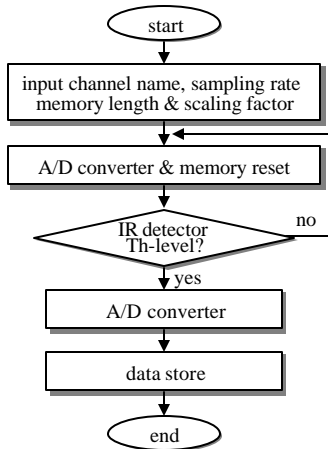 start
input channel name, sampling rate
memory length & scaling factor
A/D converter & memory reset
IR detector
Th-level?
no
yes
A/D converter
data store
end